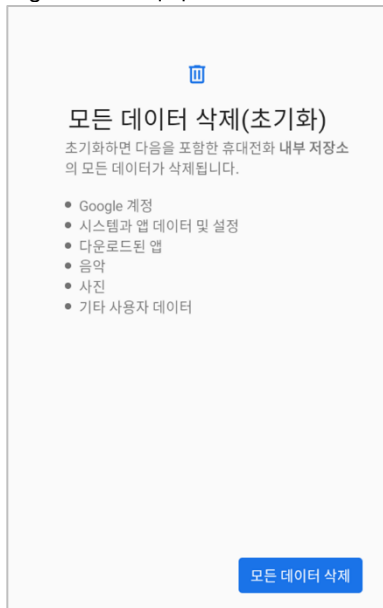 모든 데이터 삭제(초기화)
초기화하면 다음을 포함한 휴대전화 내부 저장소
의 모든 데이터가 삭제됩니다.
● Google 계정
● 시스템과 앱 데이터 및 설정
● 다운로드된 앱
● 음악
● 사진
● 기타 사용자 데이터
모든 데이터 삭제